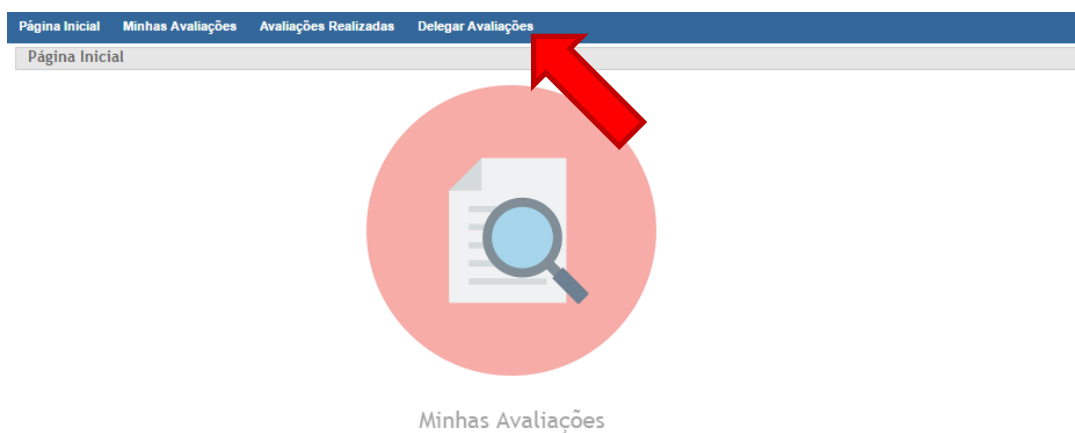 Página Inicial Minhas Avaliações Avaliações Realizadas Delegar Avaliações
Página Inicial
Minhas Avaliações